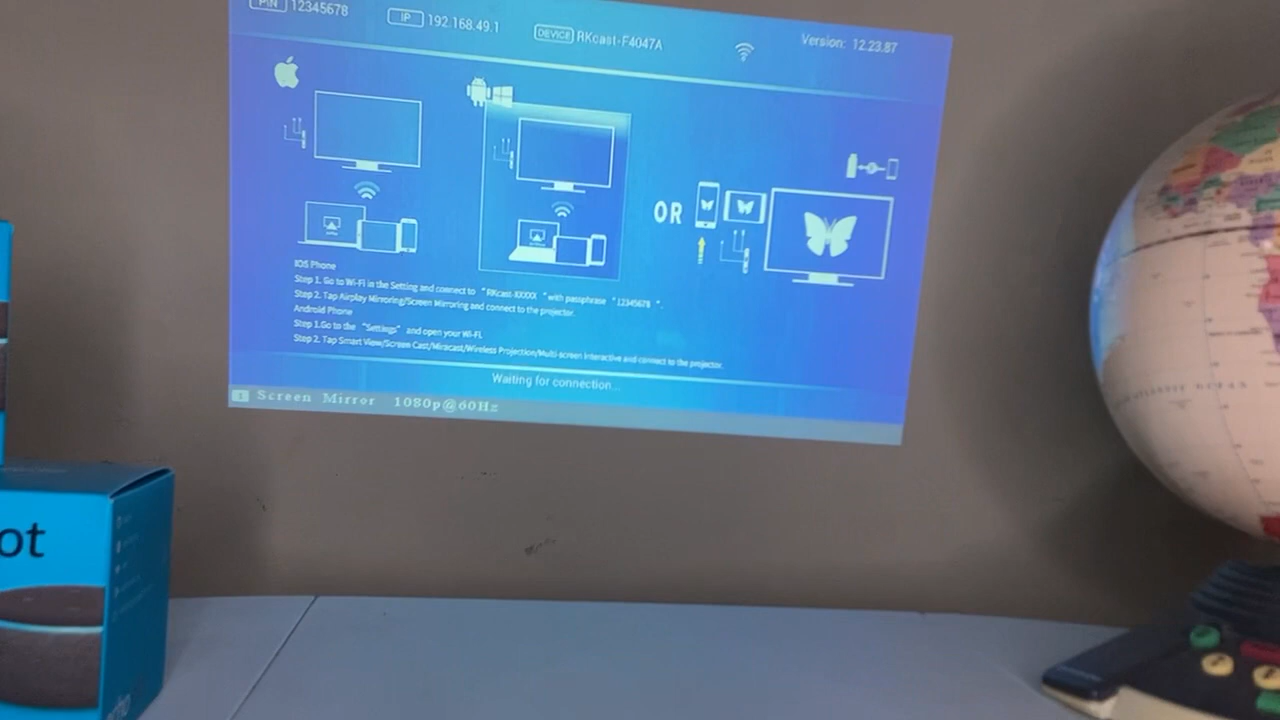 PIN 12345678
IP 192.168.49.1
DEVICE RKcast-F4047A
Version: 12.23.87
OR
IOS Phone
Step 1. Go to Wi-Fi in the Setting and connect to "RKcast-XXXXX" with passphrase "12345678".
Step 2. Tap Airplay Mirroring/Screen Mirroring and connect to the projector.
Android Phone
Step 1.Go to the "Settings" and open your Wi-Fi.
Step 2. Tap Smart View/Screen Cast/Miracast/Wireless Projection/Multi-screen Interactive and connect to the projector.
Waiting for connection...
Screen Mirror 1080p@60Hz
ot
echo
ATLANTIC OCEAN